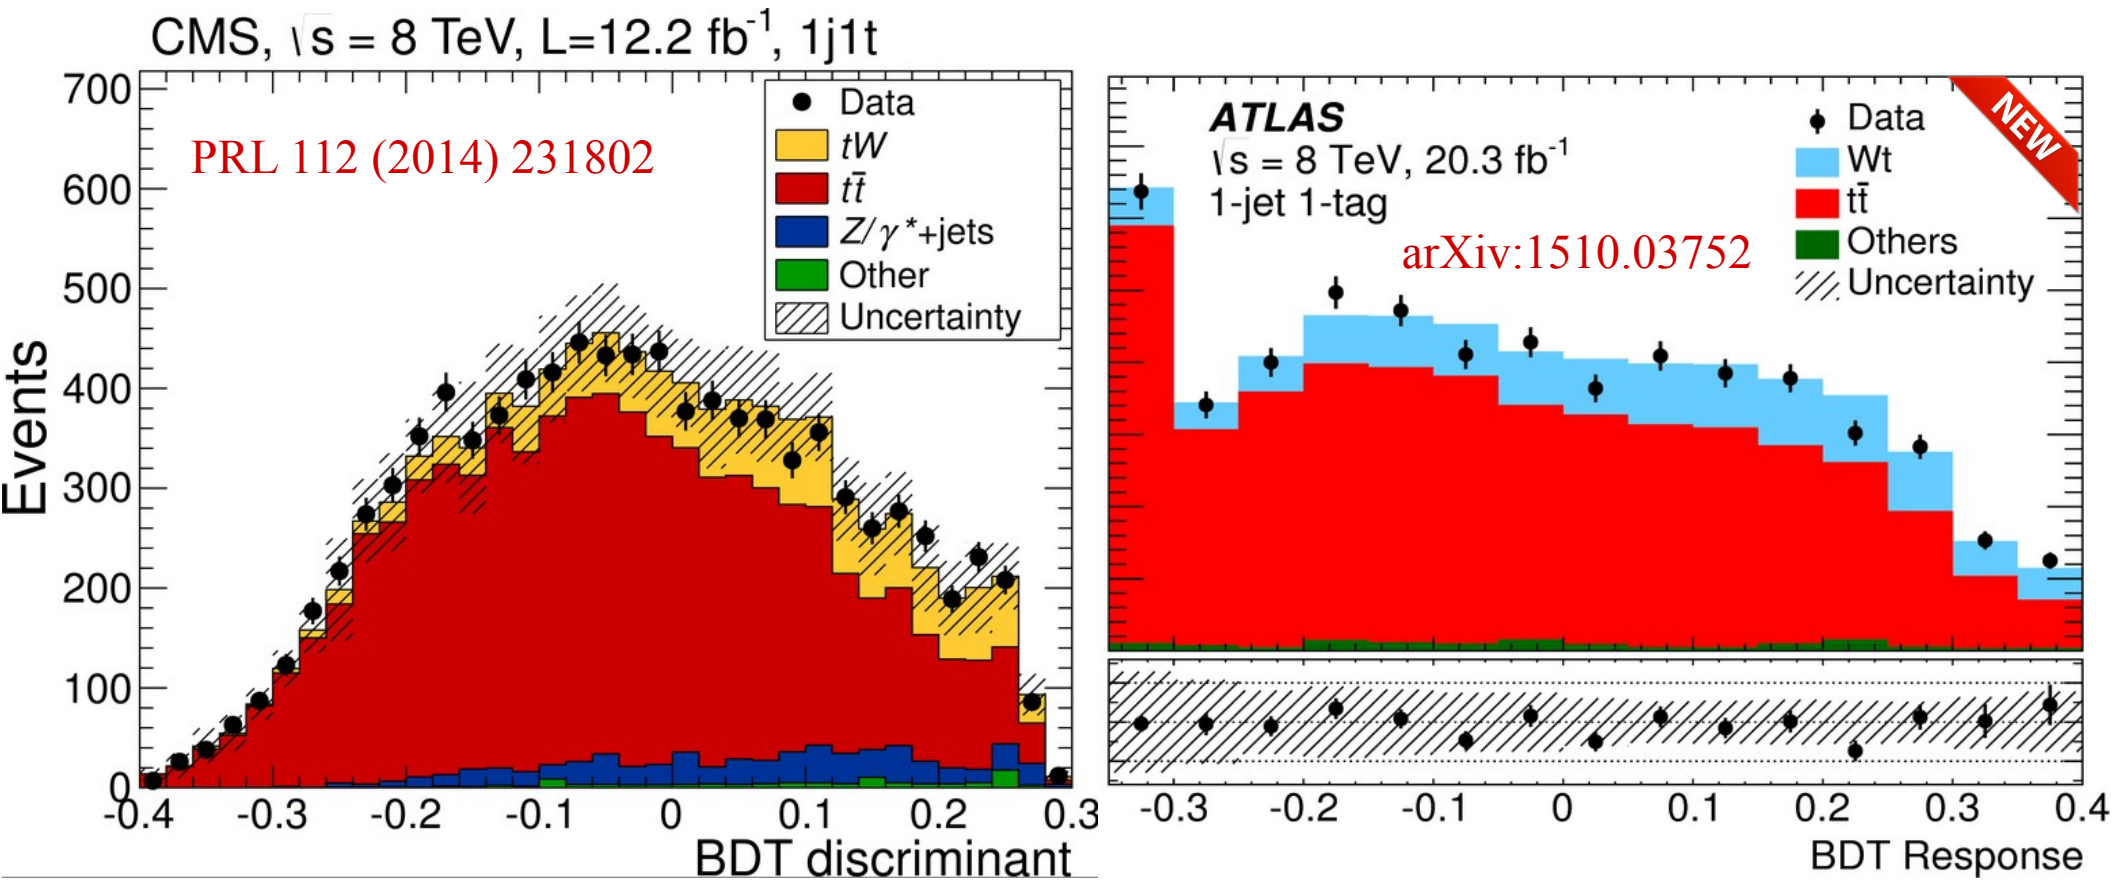 CMS, √s = 8 TeV, L=12.2 fb⁻¹, 1j1t
PRL 112 (2014) 231802
Data
tW
tt̄
Z/γ*+jets
Other
Uncertainty
Events
700
600
500
400
300
200
100
0
-0.4 -0.3 -0.2 -0.1 0 0.1 0.2 0.3
BDT discriminant
ATLAS
√s = 8 TeV, 20.3 fb⁻¹
1-jet 1-tag
arXiv:1510.03752
Data
Wt
tt̄
Others
Uncertainty
NEW
-0.3 -0.2 -0.1 0 0.1 0.2 0.3 0.4
BDT Response